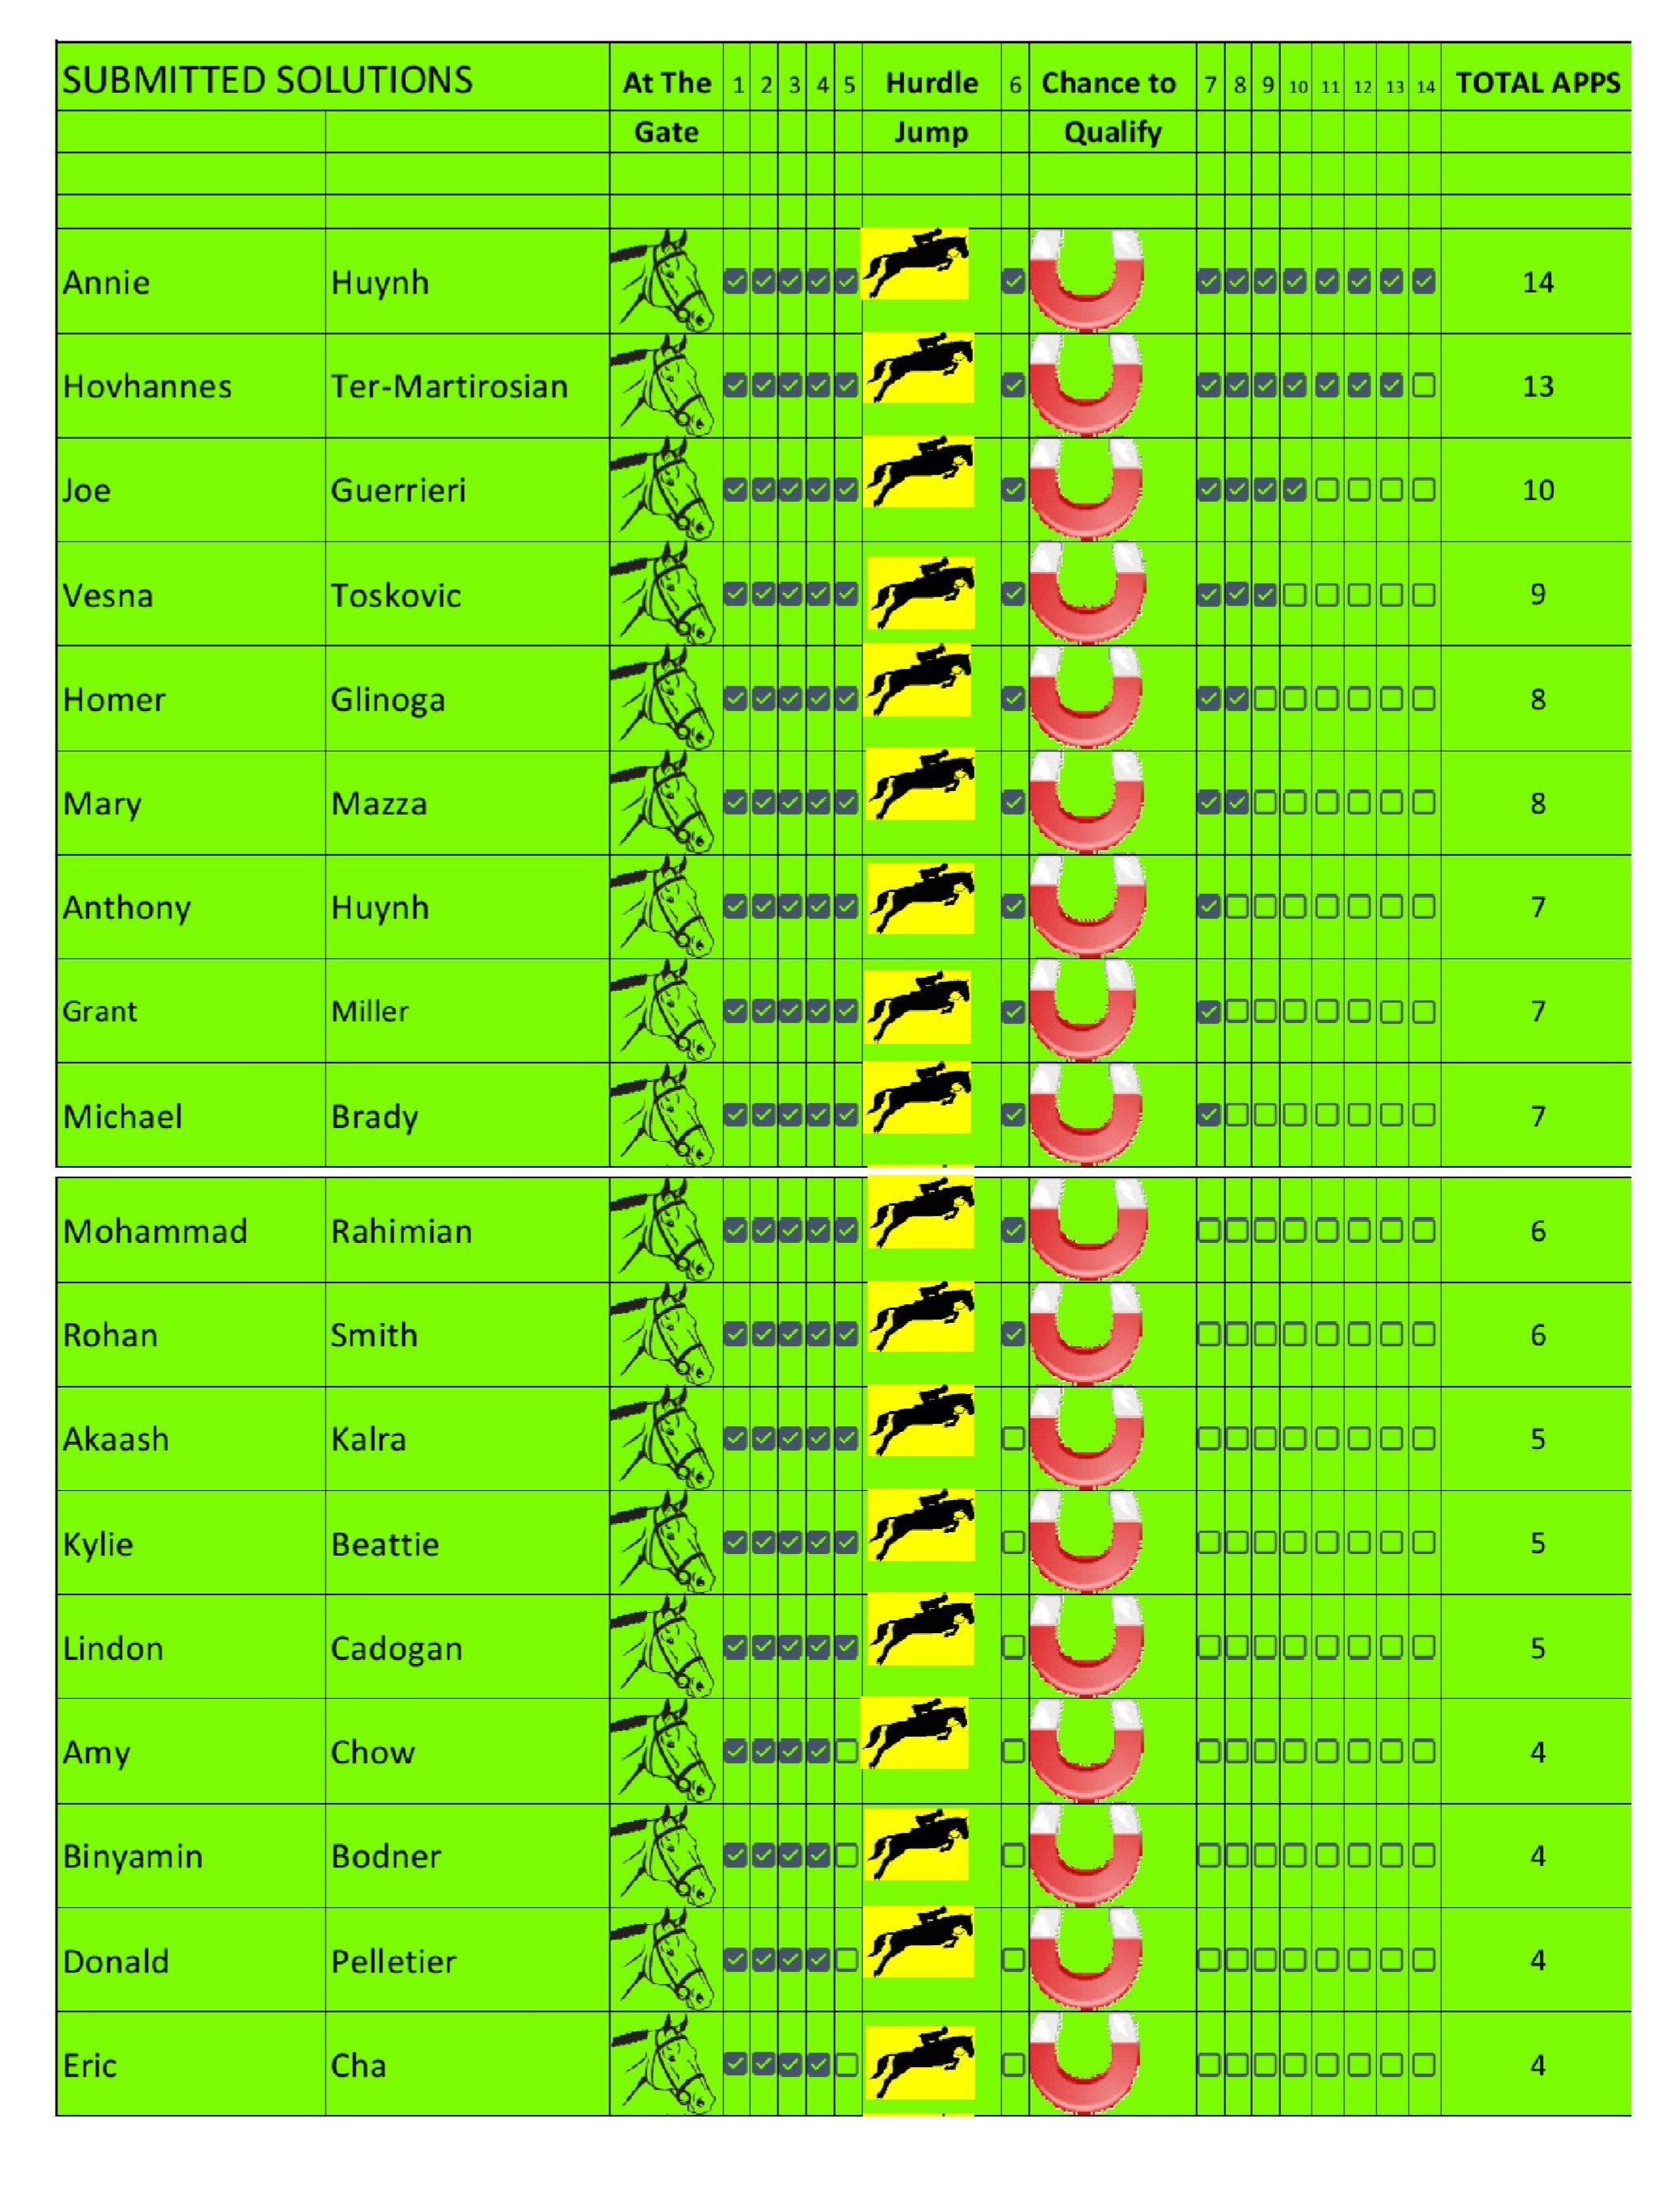 SUBMITTED SOLUTIONS At The 1 2 3 4 5 Hurdle 6 Chance to 7 8 9 10 11 12 13 14 TOTAL APPS
Gate Jump Qualify
Annie Huynh 14
Hovhannes Ter-Martirosian 13
Joe Guerrieri 10
Vesna Toskovic 9
Homer Glinoga 8
Mary Mazza 8
Anthony Huynh 7
Grant Miller 7
Michael Brady 7
Mohammad Rahimian 6
Rohan Smith 6
Akaash Kalra 5
Kylie Beattie 5
Lindon Cadogan 5
Amy Chow 4
Binyamin Bodner 4
Donald Pelletier 4
Eric Cha 4